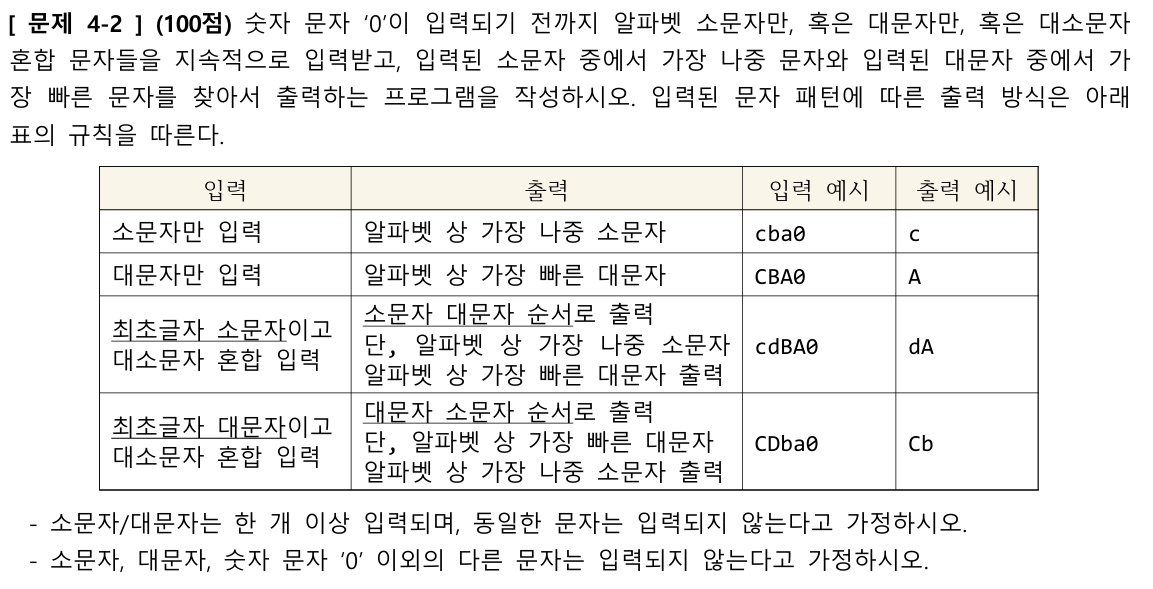 [ 문제 4-2 ] (100점) 숫자 문자 ‘0’이 입력되기 전까지 알파벳 소문자만, 혹은 대문자만, 혹은 대소문자
혼합 문자들을 지속적으로 입력받고, 입력된 소문자 중에서 가장 나중 문자와 입력된 대문자 중에서 가
장 빠른 문자를 찾아서 출력하는 프로그램을 작성하시오. 입력된 문자 패턴에 따른 출력 방식은 아래
표의 규칙을 따른다.
입력 출력 입력 예시 출력 예시
소문자만 입력 알파벳 상 가장 나중 소문자 cba0 c
대문자만 입력 알파벳 상 가장 빠른 대문자 CBA0 A
최초글자 소문자이고
대소문자 혼합 입력
소문자 대문자 순서로 출력
단, 알파벳 상 가장 나중 소문자
알파벳 상 가장 빠른 대문자 출력
cdBA0
dA
최초글자 대문자이고
대소문자 혼합 입력
대문자 소문자 순서로 출력
단, 알파벳 상 가장 빠른 대문자
알파벳 상 가장 나중 소문자 출력
CDba0
Cb
- 소문자/대문자는 한 개 이상 입력되며, 동일한 문자는 입력되지 않는다고 가정하시오.
- 소문자, 대문자, 숫자 문자 ‘0’ 이외의 다른 문자는 입력되지 않는다고 가정하시오.